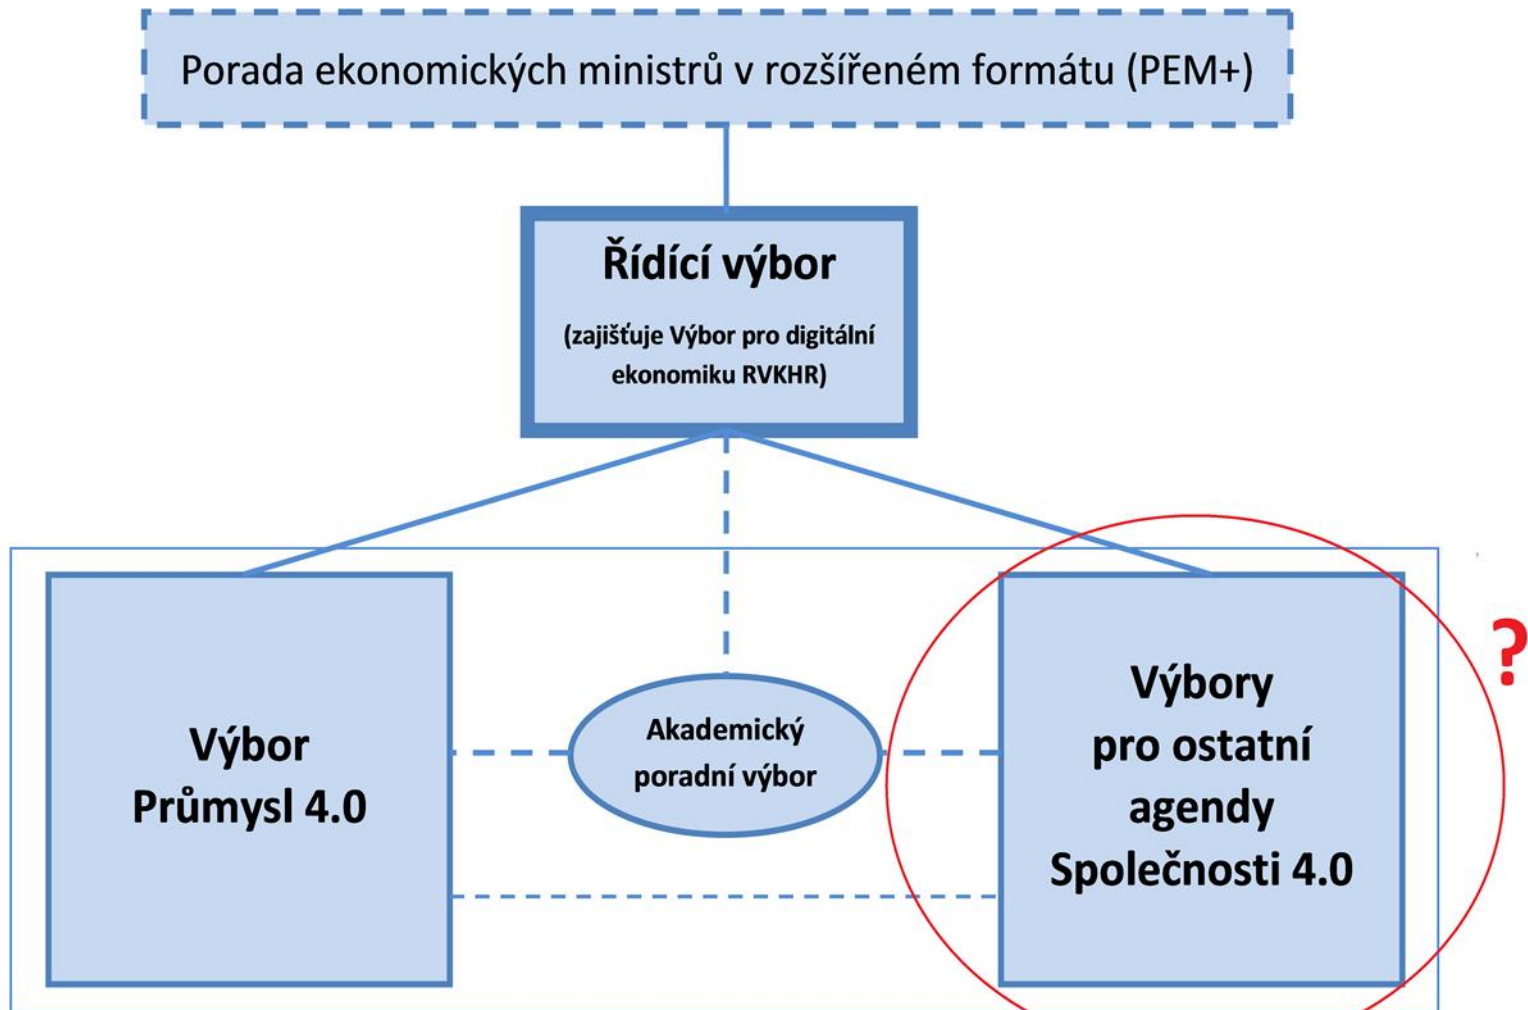 Porada ekonomických ministrů v rozšířeném formátu (PEM+)
Řídící výbor
(zajišťuje Výbor pro digitální
ekonomiku RVKHR)
Výbor
Průmysl 4.0
Akademický
poradní výbor
Výbory
pro ostatní
agendy
Společnosti 4.0
?